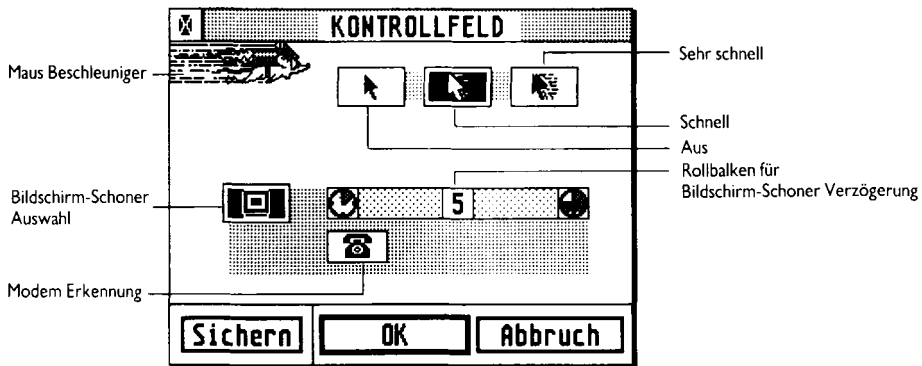 KONTROLLFELD
Maus Beschleuniger
Sehr schnell
Schnell
Aus
Rollbalken für
Bildschirm-Schoner Verzögerung
Bildschirm-Schoner
Auswahl
5
Modem Erkennung
Sichern
OK
Abbruch